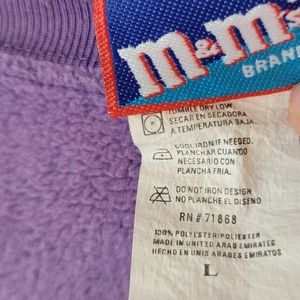 m&m's
BRAND
TUMBLE DRY LOW.
SECAR EN SECADORA
A TEMPERATURA BAJA.
COOL IRON IF NEEDED.
PLANCHAR CUANDO
NECESARIO CON
PLANCHA FRIA.
DO NOT IRON DESIGN
NO PLANCHE EL DISEÑO
RN# 71868
100% POLYESTER/POLIESTER
MADE IN UNITED ARAB EMIRATES
HECHO EN UNIS ARABES EMIRATOS
L